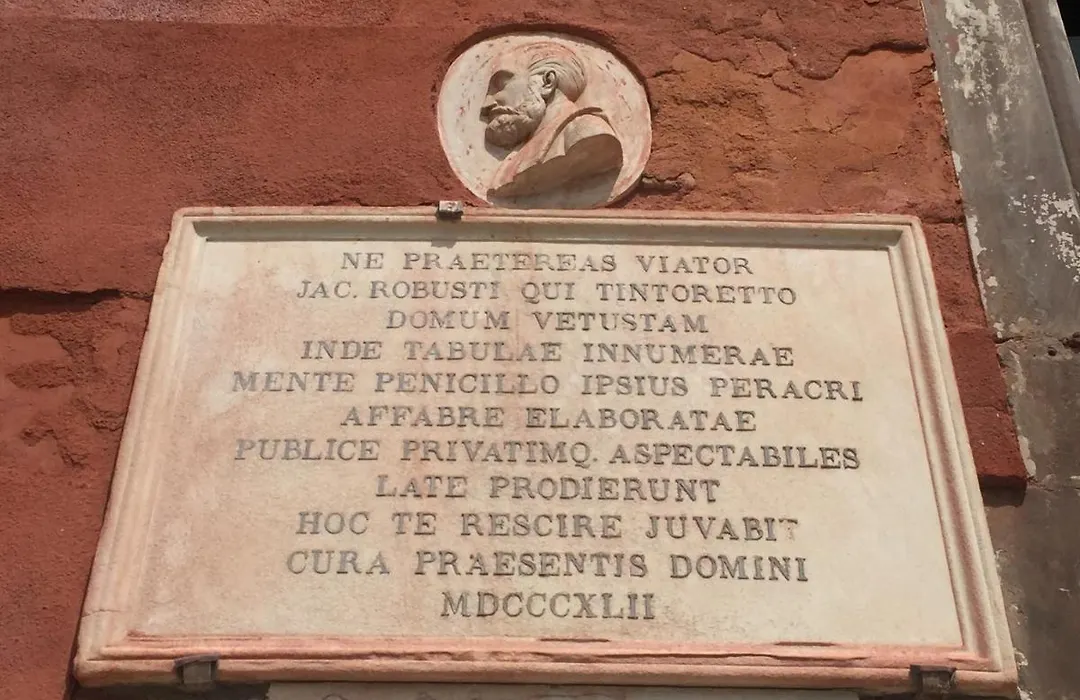 NE PRAETEREAS VIATOR
JAC. ROBUSTI QUI TINTORETTO
DOMUM VETUSTAM
INDE TABULAE INNUMERAE
MENTE PENICILLO IPSIUS PERACRI
AFFABRE ELABORATAE
PUBLICE PRIVATIMQ. ASPECTABILES
LATE PRODIERUNT
HOC TE RESCIRE JUVABIT
CURA PRAESENTIS DOMINI
MDCCCXLII